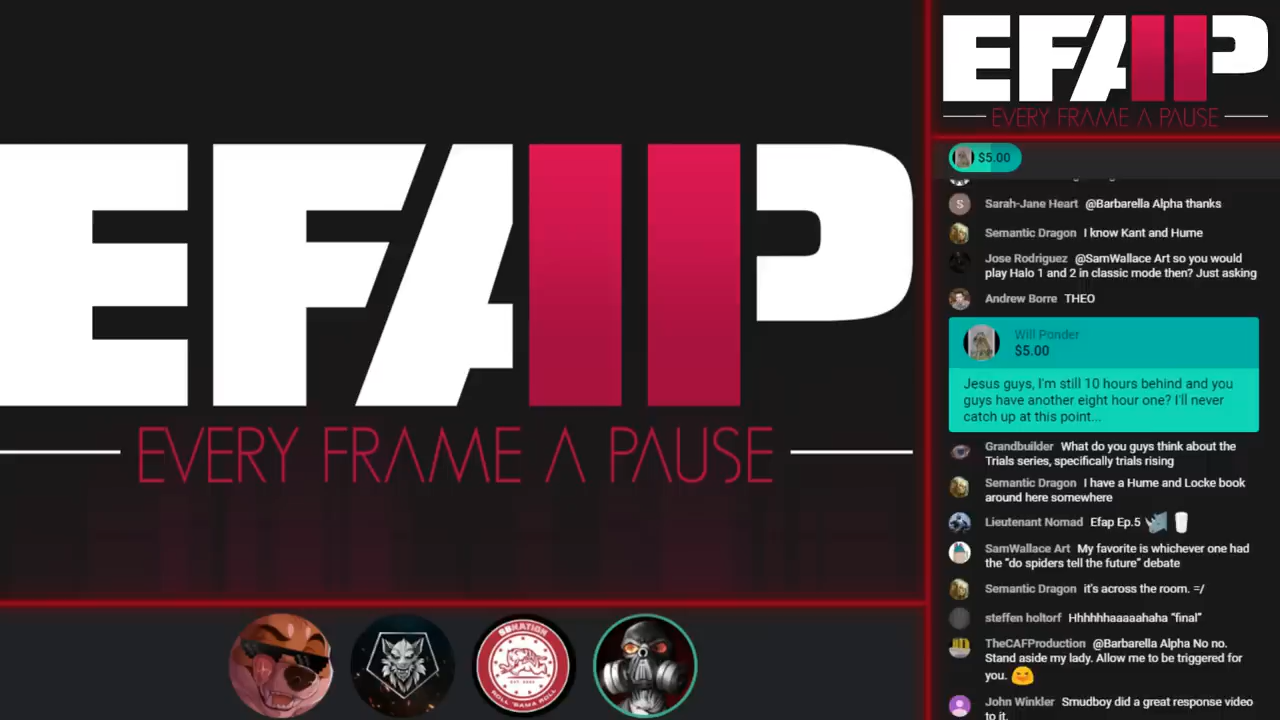 EFAP
EVERY FRAME A PAUSE
BBNATION
ROLL 'BAMA ROLL
EFAP
EVERY FRAME A PAUSE
$5.00
Sarah-Jane Heart @Barbarella Alpha thanks
Semantic Dragon I know Kant and Hume
Jose Rodriguez @SamWallace Art so you would
play Halo 1 and 2 in classic mode then? Just asking
Andrew Borre THEO
Will Ponder
$5.00
Jesus guys, I'm still 10 hours behind and you
guys have another eight hour one? I'll never
catch up at this point...
Grandbuilder What do you guys think about the
Trials series, specifically trials rising
Semantic Dragon I have a Hume and Locke book
around here somewhere
Lieutenant Nomad Efap Ep.5
SamWallace Art My favorite is whichever one had
the "do spiders tell the future" debate
Semantic Dragon it's across the room. =/
steffen holtorf Hhhhhhaaaaahaha "final"
TheCAFProduction @Barbarella Alpha No no.
Stand aside my lady. Allow me to be triggered for
you.
John Winkler Smudboy did a great response video
to it.